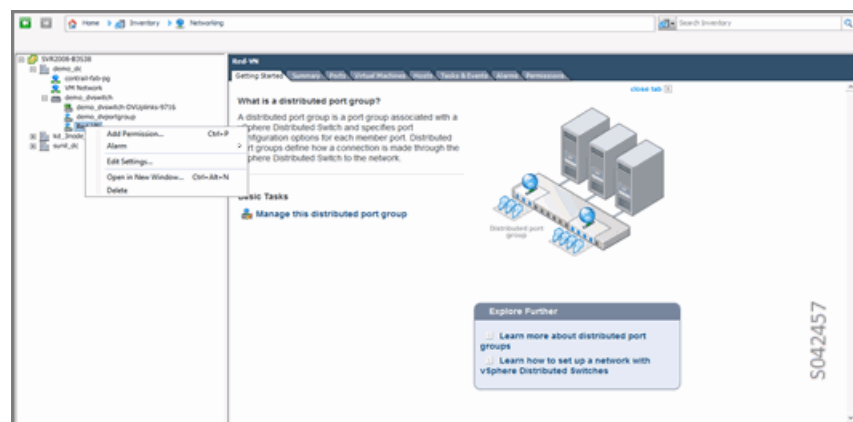 Home Inventory Networking
Search Inventory
SVR2008-B3S38
demo_dc
contrail-fab-pg
VM Network
demo_dvswitch
demo_dvswitch-DVUplinks-9716
demo_dvportgroup
Red-VN
kd_3node
sunil_dc
Add Permission... Ctrl+P
Alarm
Edit Settings...
Open in New Window... Ctrl+Alt+N
Delete
Red-VN
Getting Started Summary Ports Virtual Machines Hosts Tasks & Events Alarms Permissions
close tab
What is a distributed port group?
A distributed port group is a port group associated with a
vSphere Distributed Switch and specifies port
configuration options for each member port. Distributed
port groups define how a connection is made through the
vSphere Distributed Switch to the network.
Basic Tasks
Manage this distributed port group
Distributed port
group
Explore Further
Learn more about distributed port
groups
Learn how to set up a network with
vSphere Distributed Switches
S042457